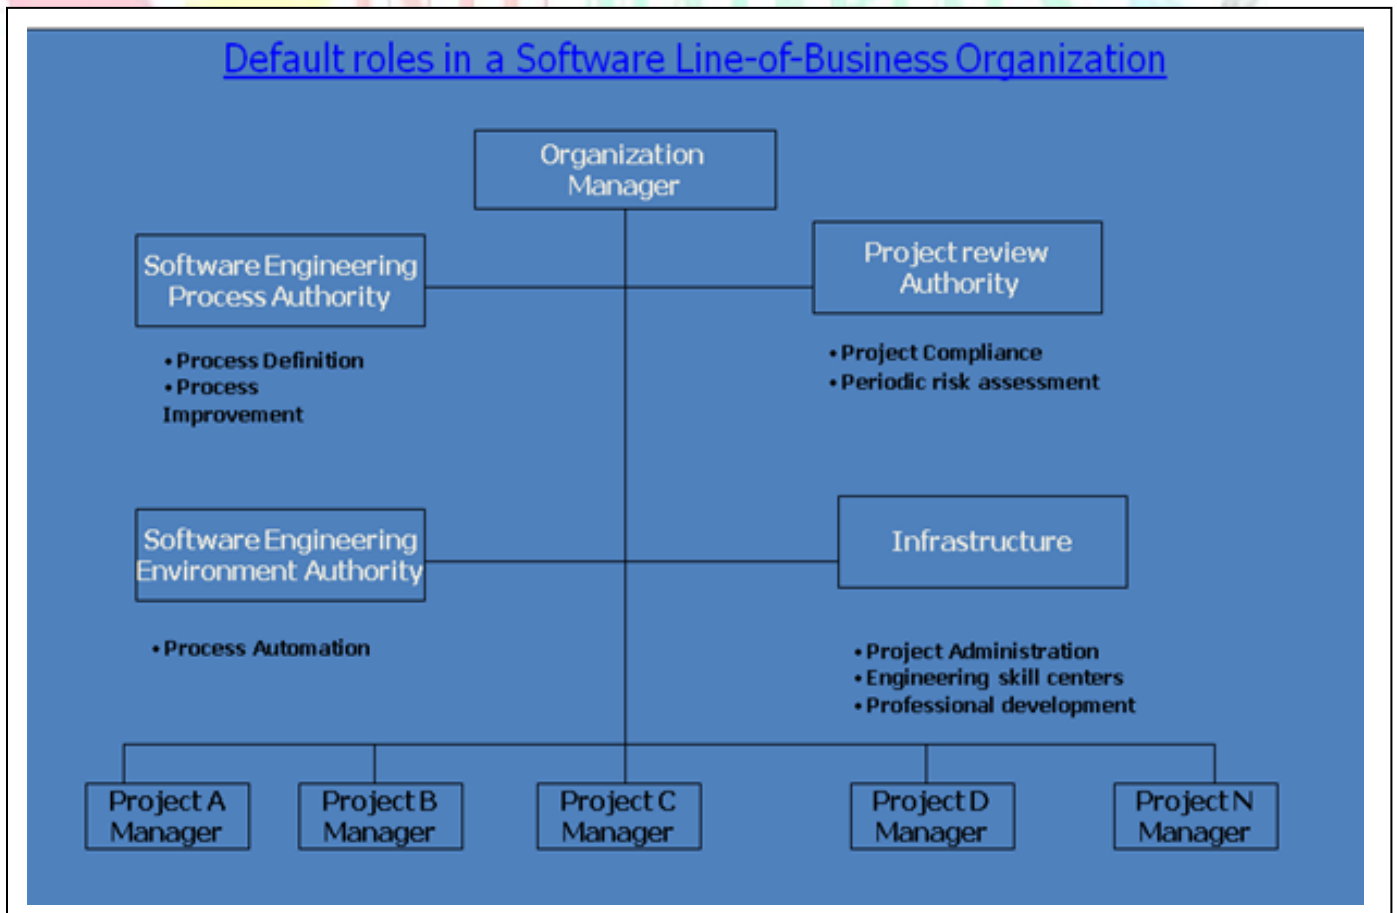 Default roles in a Software Line-of-Business Organization
Organization
Manager
Software Engineering
Process Authority
Project review
Authority
• Process Definition
• Process
Improvement
• Project Compliance
• Periodic risk assessment
Software Engineering
Environment Authority
Infrastructure
• Process Automation
• Project Administration
• Engineering skill centers
• Professional development
Project A
Manager
Project B
Manager
Project C
Manager
Project D
Manager
Project N
Manager